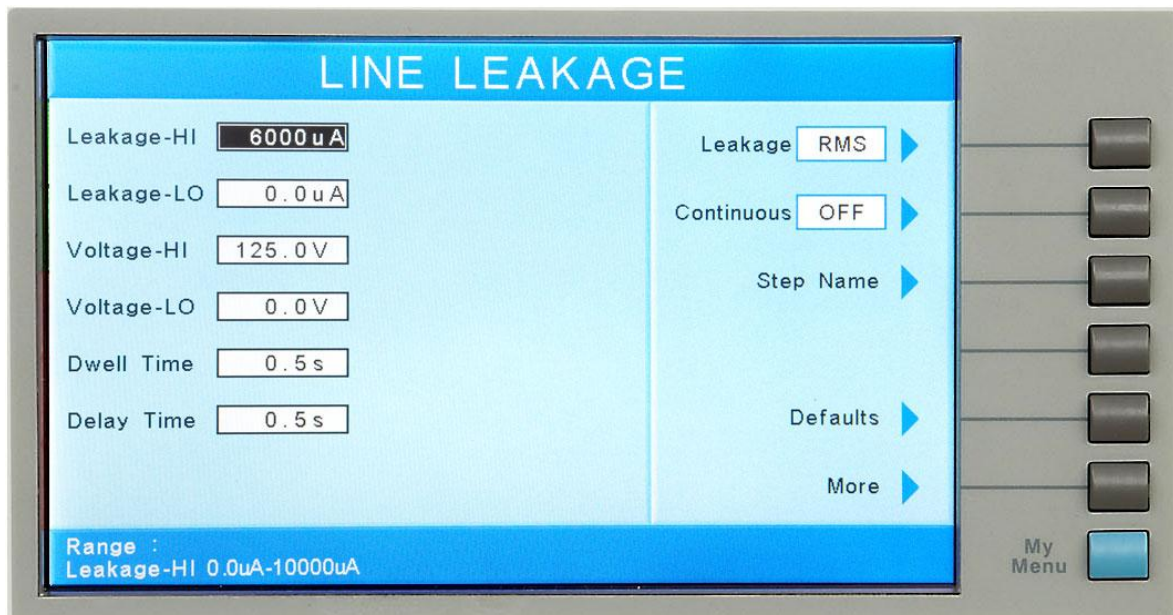 LINE LEAKAGE
Leakage-HI 6000uA
Leakage-LO 0.0uA
Voltage-HI 125.0V
Voltage-LO 0.0V
Dwell Time 0.5s
Delay Time 0.5s
Leakage RMS
Continuous OFF
Step Name
Defaults
More
Range :
Leakage-HI 0.0uA-10000uA
My
Menu